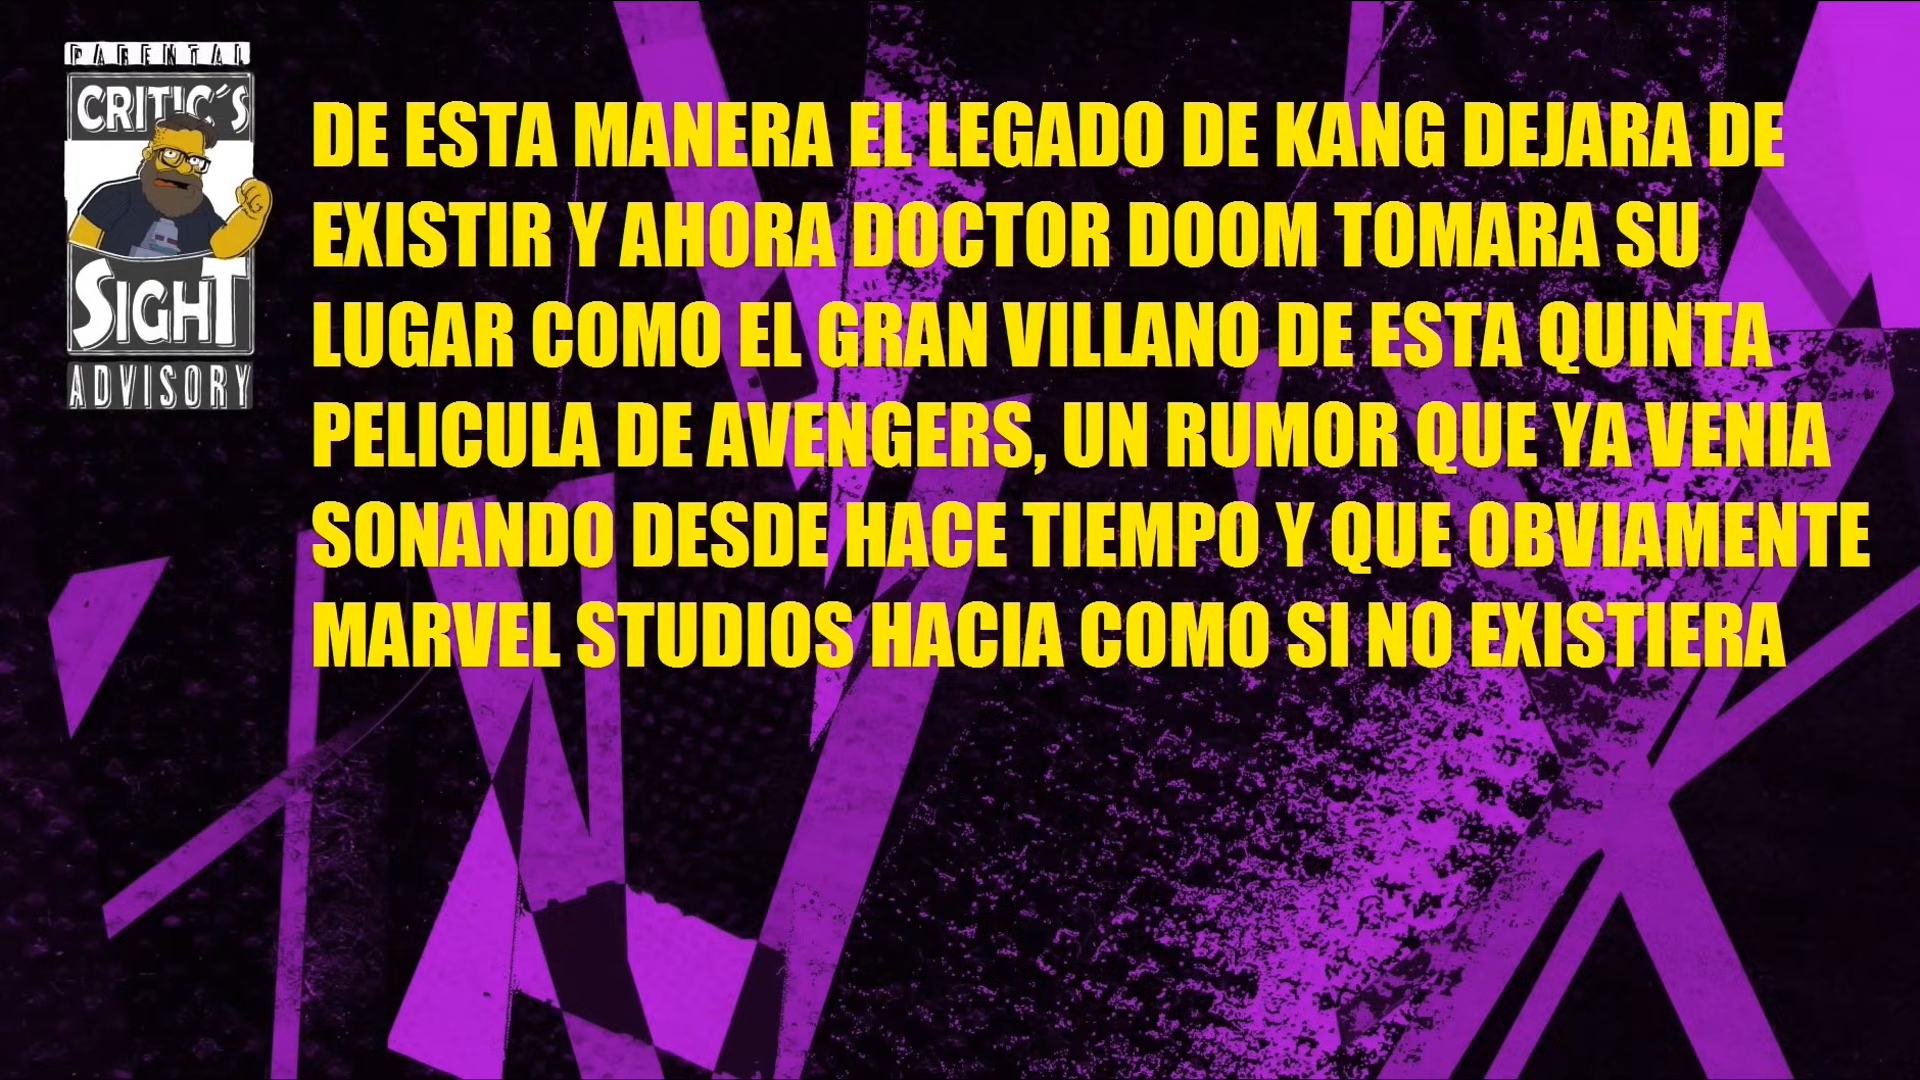 PARENTAL
CRITIC´S
SIGHT
ADVISORY
DE ESTA MANERA EL LEGADO DE KANG DEJARA DE
EXISTIR Y AHORA DOCTOR DOOM TOMARA SU
LUGAR COMO EL GRAN VILLANO DE ESTA QUINTA
PELICULA DE AVENGERS, UN RUMOR QUE YA VENIA
SONANDO DESDE HACE TIEMPO Y QUE OBVIAMENTE
MARVEL STUDIOS HACIA COMO SI NO EXISTIERA